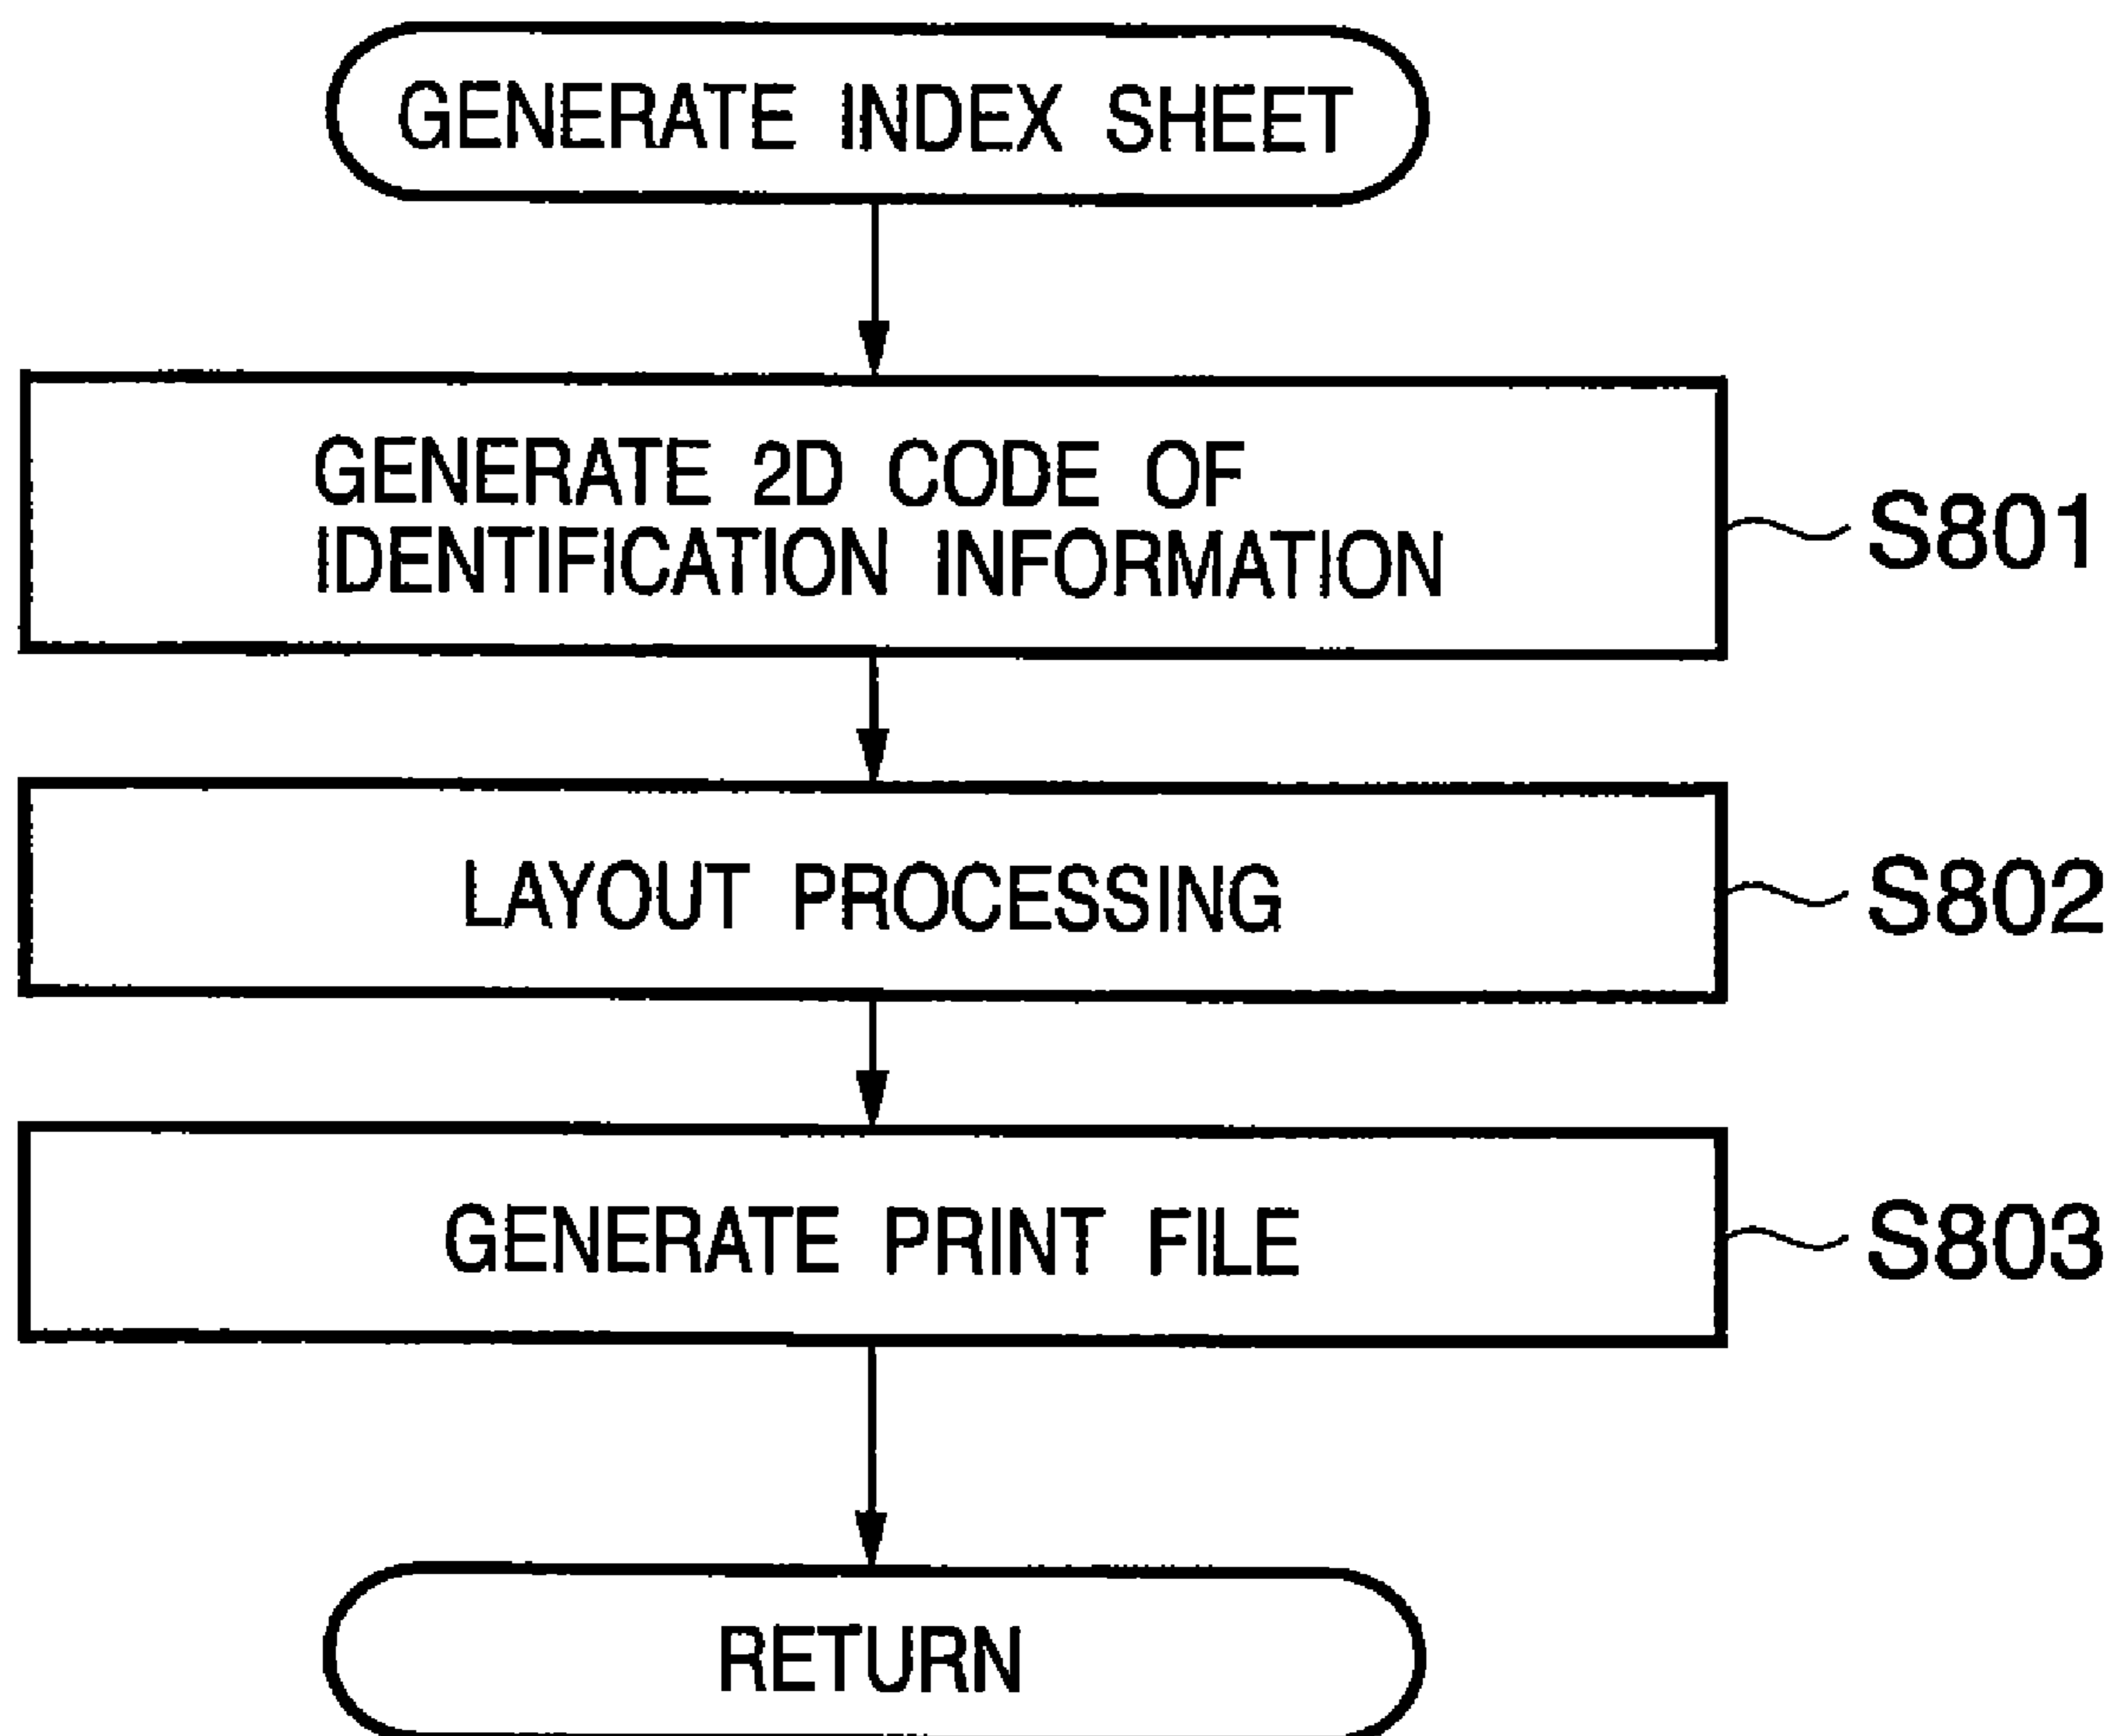 GENERATE INDEX SHEET
GENERATE 2D CODE OF
IDENTIFICATION INFORMATION
S801
LAYOUT PROCESSING
S802
GENERATE PRINT FILE
S803
RETURN